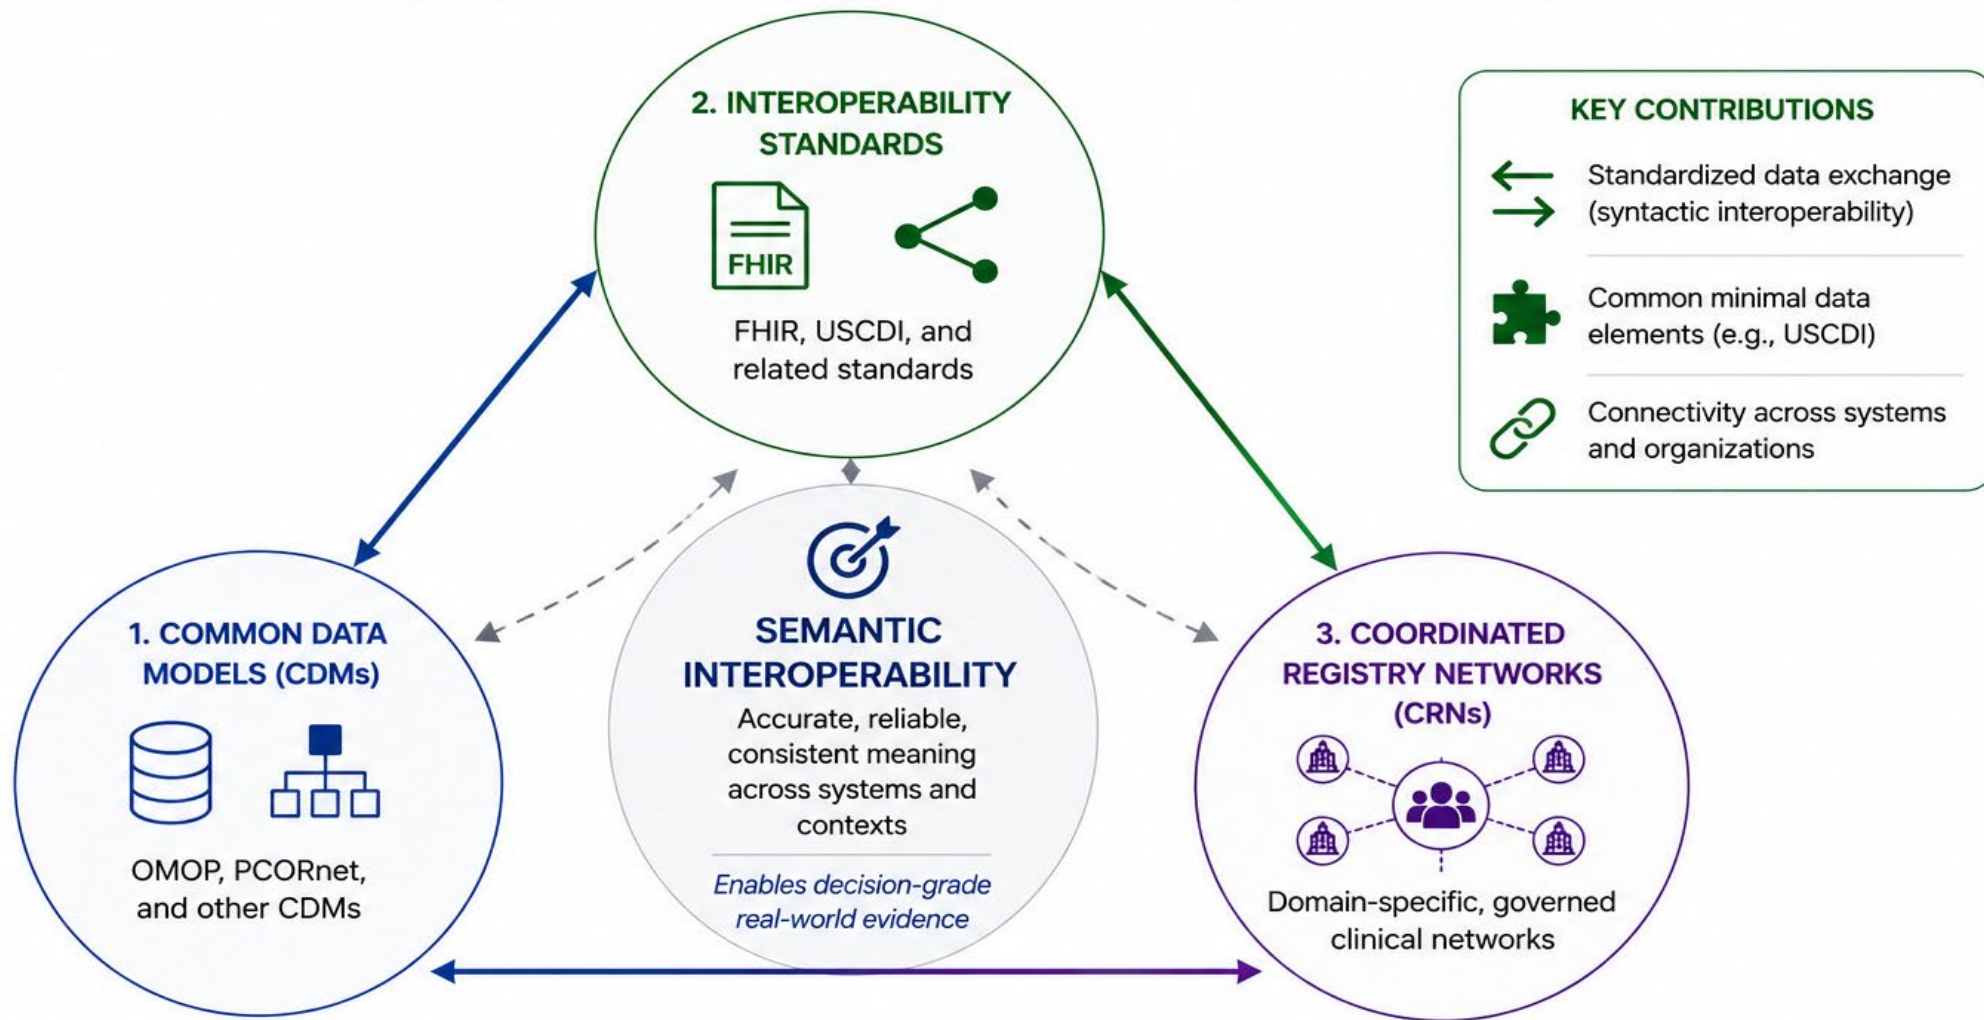 2. INTEROPERABILITY
STANDARDS
FHIR
FHIR, USCDI, and
related standards
KEY CONTRIBUTIONS
Standardized data exchange
(syntactic interoperability)
Common minimal data
elements (e.g., USCDI)
Connectivity across systems
and organizations
1. COMMON DATA
MODELS (CDMs)
OMOP, PCORnet,
and other CDMs
SEMANTIC
INTEROPERABILITY
Accurate, reliable,
consistent meaning
across systems and
contexts
Enables decision-grade
real-world evidence
3. COORDINATED
REGISTRY NETWORKS
(CRNs)
Domain-specific, governed
clinical networks